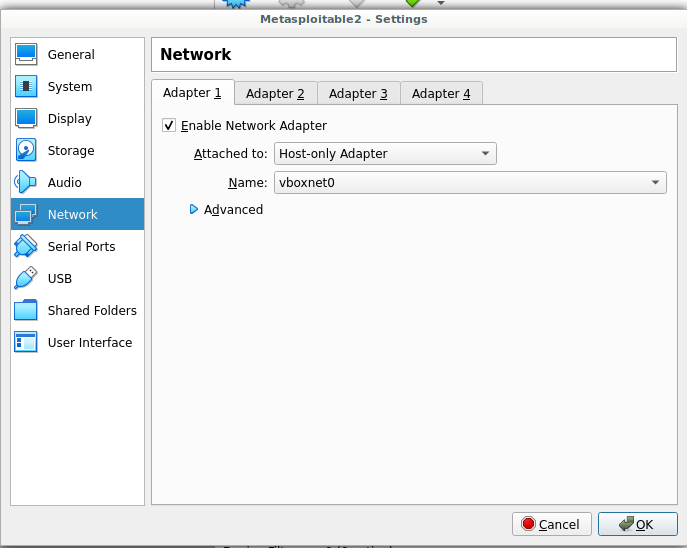 Metasploitable2 - Settings
General
System
Display
Storage
Audio
Network
Serial Ports
USB
Shared Folders
User Interface
Network
Adapter 1 Adapter 2 Adapter 3 Adapter 4
Enable Network Adapter
Attached to: Host-only Adapter
Name: vboxnet0
Advanced
Cancel OK